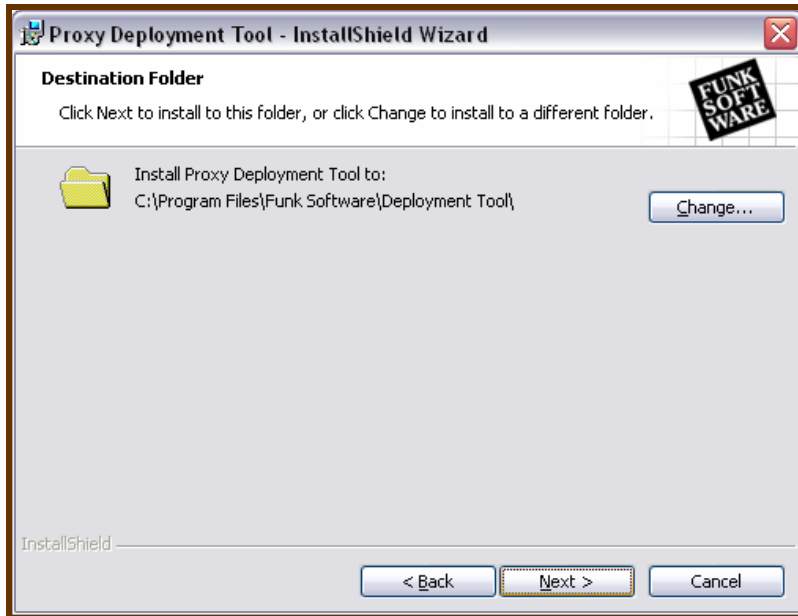 Proxy Deployment Tool - InstallShield Wizard
Destination Folder
Click Next to install to this folder, or click Change to install to a different folder.
FUNK
SOFT
WARE
Install Proxy Deployment Tool to:
C:\Program Files\Funk Software\Deployment Tool\
Change...
InstallShield
< Back
Next >
Cancel